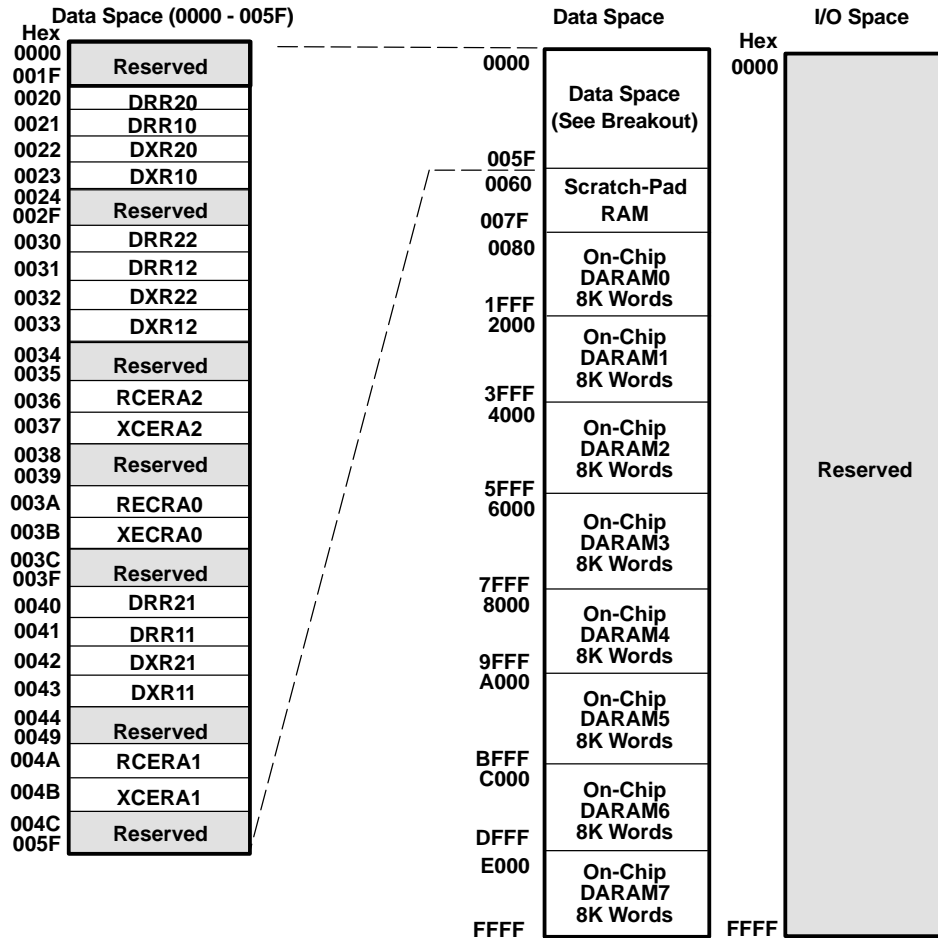 Data Space (0000 - 005F)
Hex
0000
001F
Reserved
0020
DRR20
0021
DRR10
0022
DXR20
0023
DXR10
0024
002F
Reserved
0030
DRR22
0031
DRR12
0032
DXR22
0033
DXR12
0034
0035
Reserved
0036
RCERA2
0037
XCERA2
0038
0039
Reserved
003A
RECRA0
003B
XECRA0
003C
003F
Reserved
0040
DRR21
0041
DRR11
0042
DXR21
0043
DXR11
0044
0049
Reserved
004A
RCERA1
004B
XCERA1
004C
005F
Reserved
Data Space
0000
Data Space
(See Breakout)
005F
0060
Scratch-Pad
RAM
007F
0080
On-Chip
DARAM0
8K Words
1FFF
2000
On-Chip
DARAM1
8K Words
3FFF
4000
On-Chip
DARAM2
8K Words
5FFF
6000
On-Chip
DARAM3
8K Words
7FFF
8000
On-Chip
DARAM4
8K Words
9FFF
A000
On-Chip
DARAM5
8K Words
BFFF
C000
On-Chip
DARAM6
8K Words
DFFF
E000
On-Chip
DARAM7
8K Words
FFFF
I/O Space
Hex
0000
Reserved
FFFF